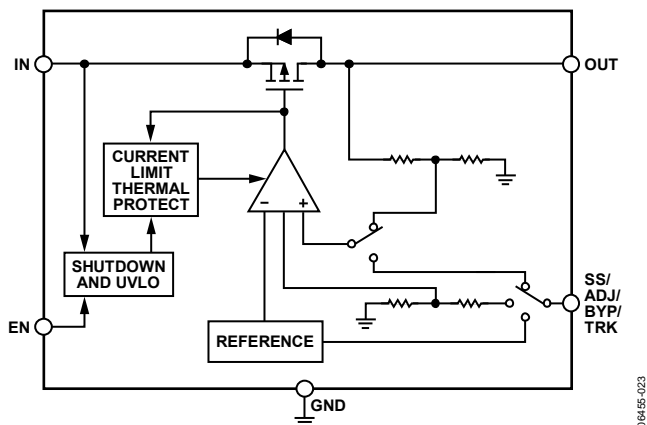 IN
OUT
CURRENT
LIMIT
THERMAL
PROTECT
− +
SHUTDOWN
AND UVLO
EN
REFERENCE
SS/
ADJ/
BYP/
TRK
GND
06455-023